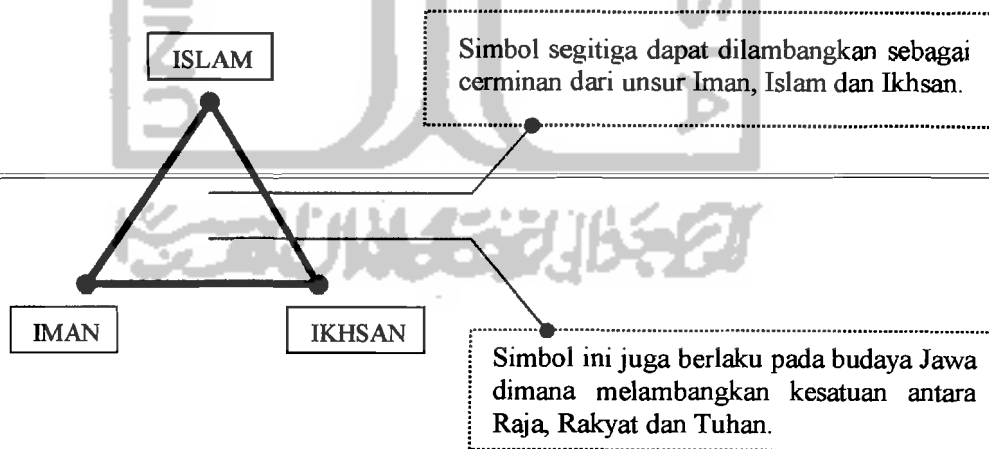 ISLAM
Simbol segitiga dapat dilambangkan sebagai
cerminan dari unsur Iman, Islam dan Ikhsan.
IMAN
IKHSAN
Simbol ini juga berlaku pada budaya Jawa
dimana melambangkan kesatuan antara
Raja, Rakyat dan Tuhan.